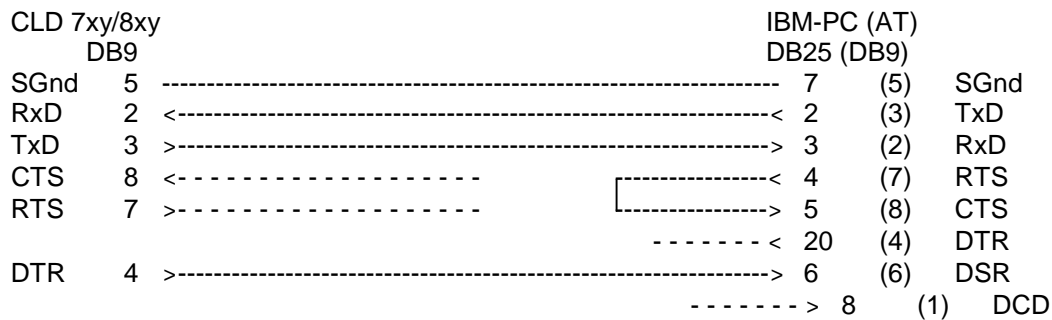 CLD 7xy/8xy IBM-PC (AT)
DB9 DB25 (DB9)
SGnd 5 ---------------------------------------------------------------------- 7 (5) SGnd
RxD 2 <--------------------------------------------------------------------< 2 (3) TxD
TxD 3 >--------------------------------------------------------------------> 3 (2) RxD
CTS 8 <- - - - - - - - - - - - - - - - - - -----------------< 4 (7) RTS
RTS 7 >- - - - - - - - - - - - - - - - - - -----------------> 5 (8) CTS
- - - - - - - < 20 (4) DTR
DTR 4 >--------------------------------------------------------------------> 6 (6) DSR
- - - - - - - > 8 (1) DCD